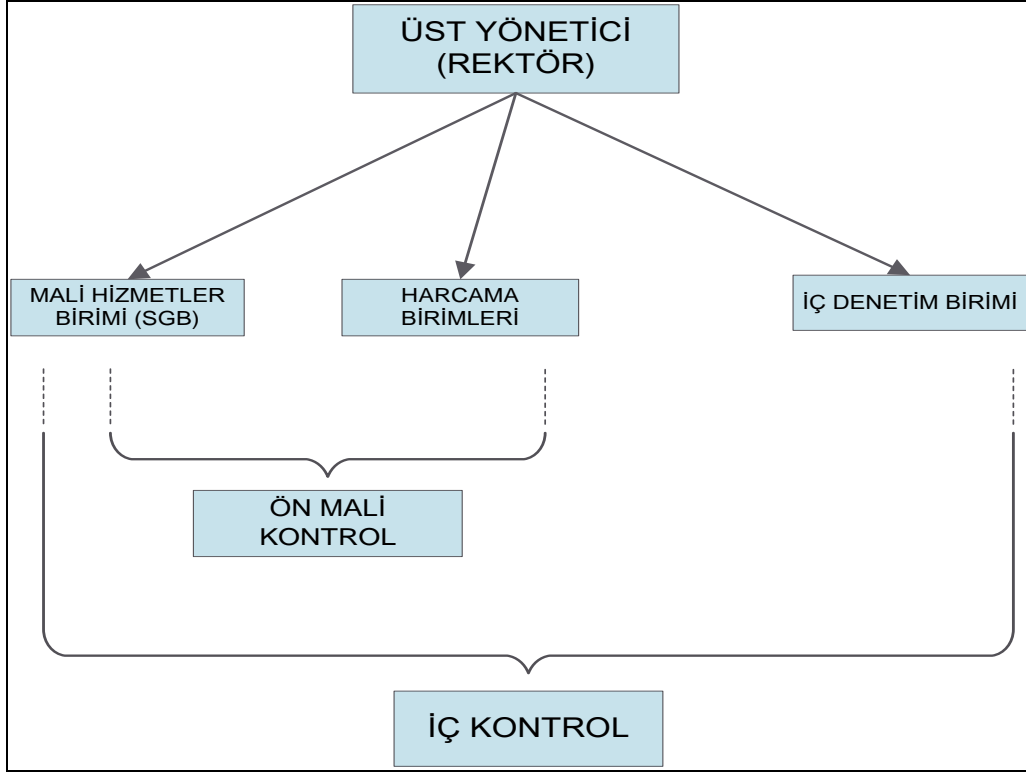 ÜST YÖNETİCİ
(REKTÖR)
MALİ HİZMETLER
BİRİMİ (SGB)
HARCAMA
BİRİMLERİ
İÇ DENETİM BİRİMİ
ÖN MALİ
KONTROL
İÇ KONTROL